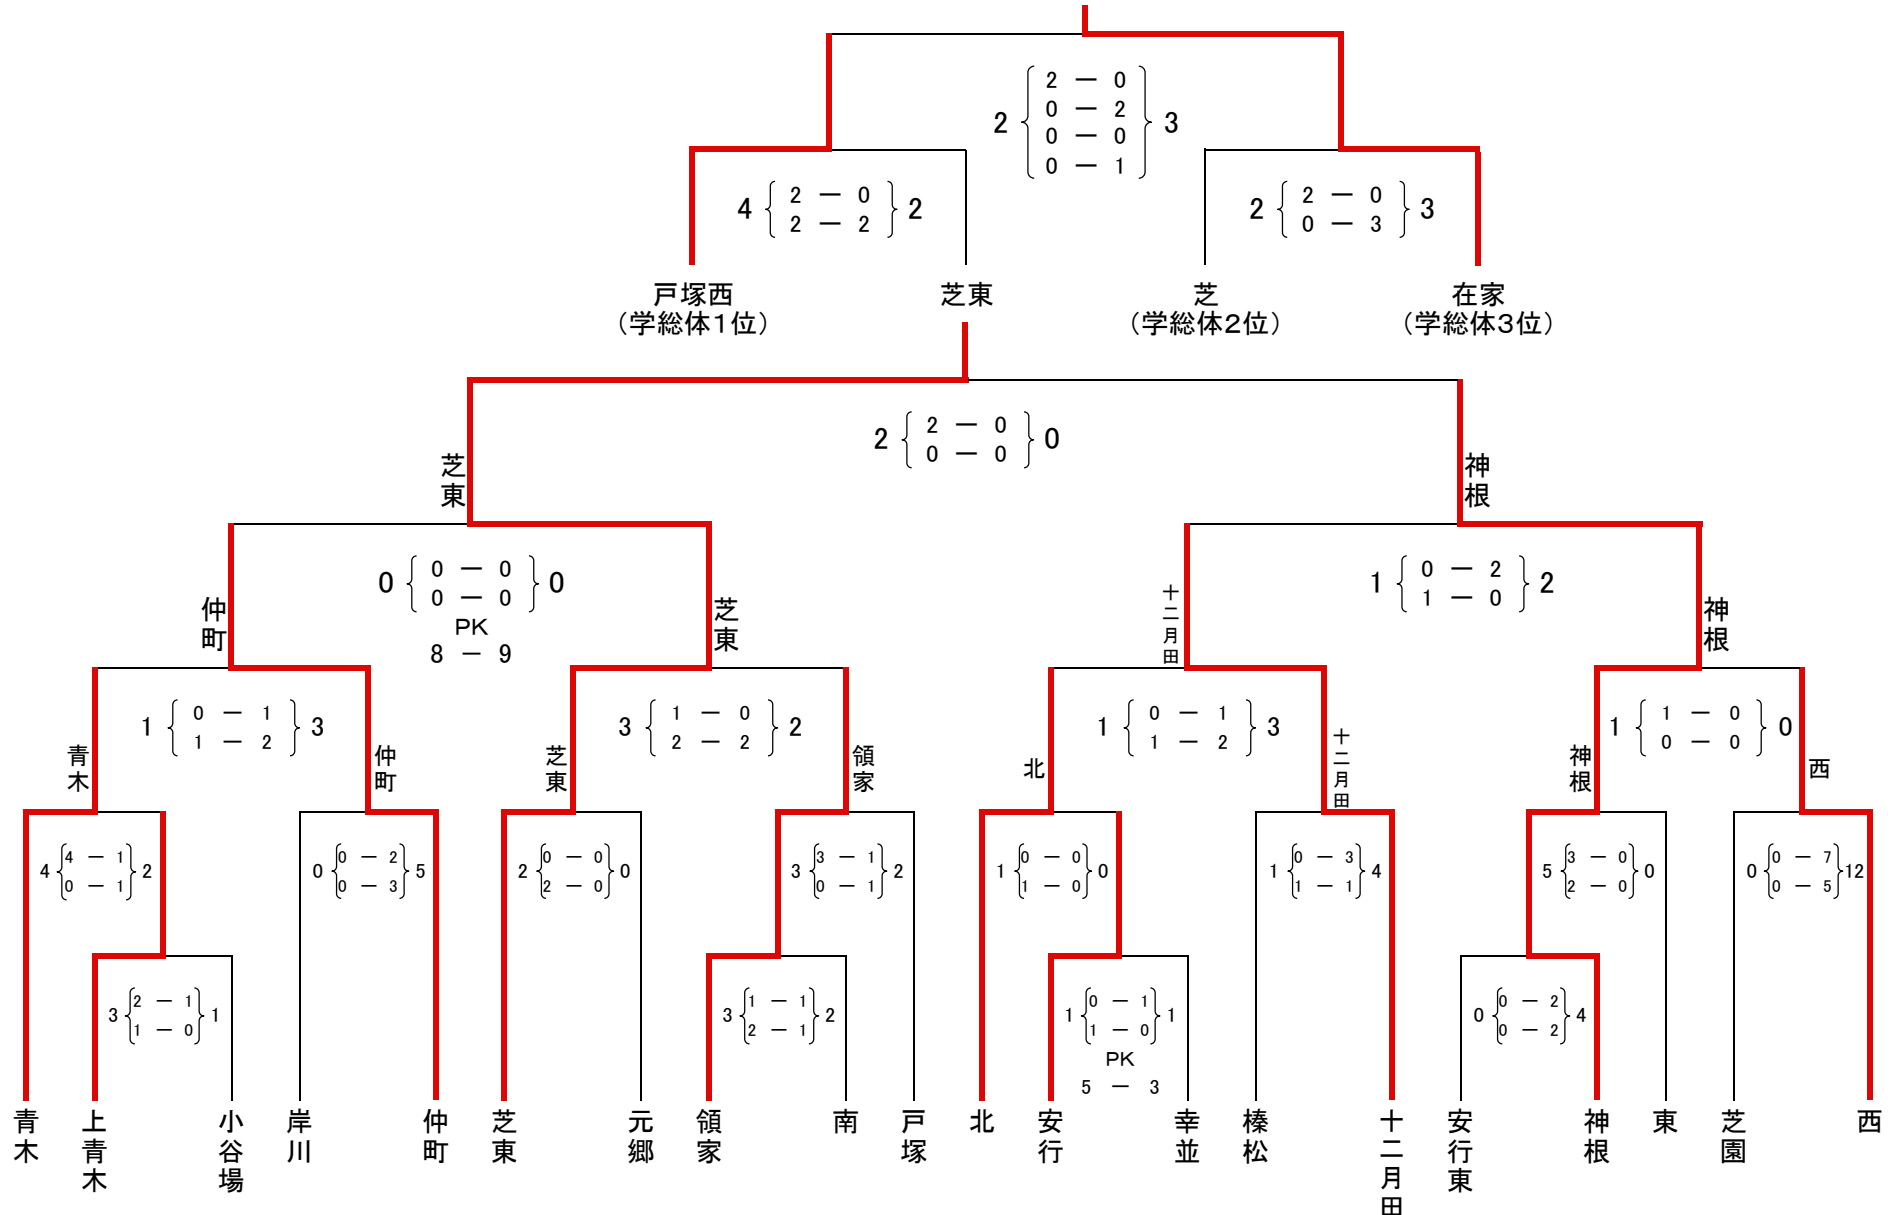 2 { 2 － 0 } 3
0 － 2
0 － 0
0 － 1
4 { 2 － 0 } 2
2 － 2
2 { 2 － 0 } 3
0 － 3
戸塚西
（学総体１位）
芝東
芝
（学総体２位）
在家
（学総体３位）
2 { 2 － 0 } 0
0 － 0
芝東
神根
0 { 0 － 0 } 0
0 － 0
PK
8 － 9
1 { 0 － 2 } 2
1 － 0
仲町
芝東
十二月田
神根
1 { 0 － 1 } 3
1 － 2
3 { 1 － 0 } 2
2 － 2
1 { 0 － 1 } 3
1 － 2
1 { 1 － 0 } 0
0 － 0
青木
仲町
芝東
領家
北
十二月田
神根
西
4 { 4 － 1 } 2
0 － 1
0 { 0 － 2 } 5
0 － 3
2 { 0 － 0 } 0
2 － 0
3 { 3 － 1 } 2
0 － 1
1 { 0 － 0 } 0
1 － 0
1 { 0 － 3 } 4
1 － 1
5 { 3 － 0 } 0
2 － 0
0 { 0 － 7 } 12
0 － 5
3 { 2 － 1 } 1
1 － 0
3 { 1 － 1 } 2
2 － 1
1 { 0 － 1 } 1
1 － 0
PK
5 － 3
0 { 0 － 2 } 4
0 － 2
青木
上青木
小谷場
岸川
仲町
芝東
元郷
領家
南
戸塚
北
安行
幸並
榛松
十二月田
安行東
神根
東
芝園
西